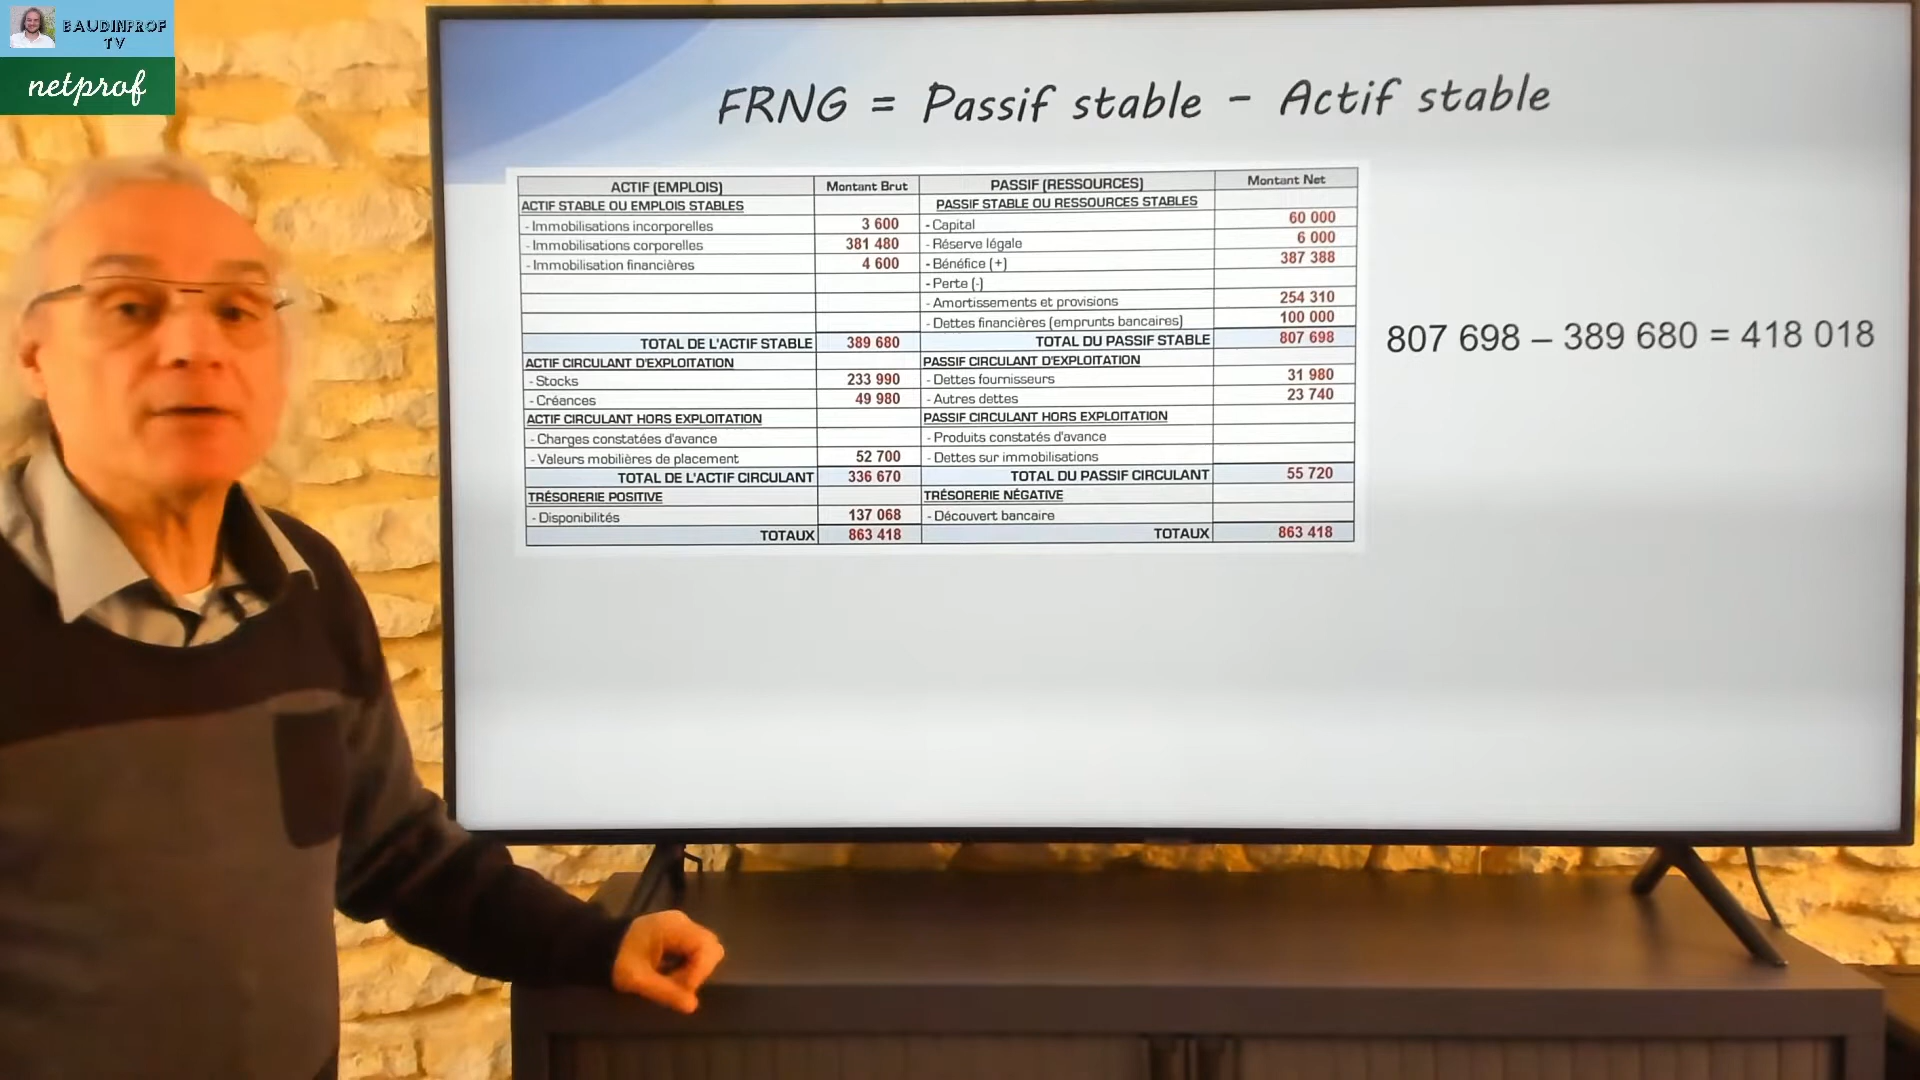 BAUDINPROF
TV
netprof
FRNG = Passif stable - Actif stable
ACTIF (EMPLOIS) Montant Brut PASSIF (RESSOURCES) Montant Net
ACTIF STABLE OU EMPLOIS STABLES PASSIF STABLE OU RESSOURCES STABLES
- Immobilisations incorporelles 3 600 - Capital 60 000
- Immobilisations corporelles 381 480 - Réserve légale 6 000
- Immobilisation financières 4 600 - Bénéfice (+) 387 388
- Perte (-)
- Amortissements et provisions 254 310
- Dettes financières (emprunts bancaires) 100 000
TOTAL DE L'ACTIF STABLE 389 680 TOTAL DU PASSIF STABLE 807 698
807 698 – 389 680 = 418 018
ACTIF CIRCULANT D'EXPLOITATION PASSIF CIRCULANT D'EXPLOITATION
- Stocks 233 990 - Dettes fournisseurs 31 980
- Créances 49 980 - Autres dettes 23 740
ACTIF CIRCULANT HORS EXPLOITATION PASSIF CIRCULANT HORS EXPLOITATION
- Charges constatées d'avance - Produits constatés d'avance
- Valeurs mobilières de placement 52 700 - Dettes sur immobilisations
TOTAL DE L'ACTIF CIRCULANT 336 670 TOTAL DU PASSIF CIRCULANT 55 720
TRÉSORERIE POSITIVE TRÉSORERIE NÉGATIVE
- Disponibilités 137 068 - Découvert bancaire
TOTAUX 863 418 TOTAUX 863 418